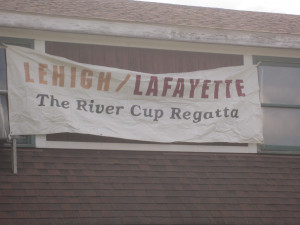 LEHIGH/LAFAYETTE
The River Cup Regatta